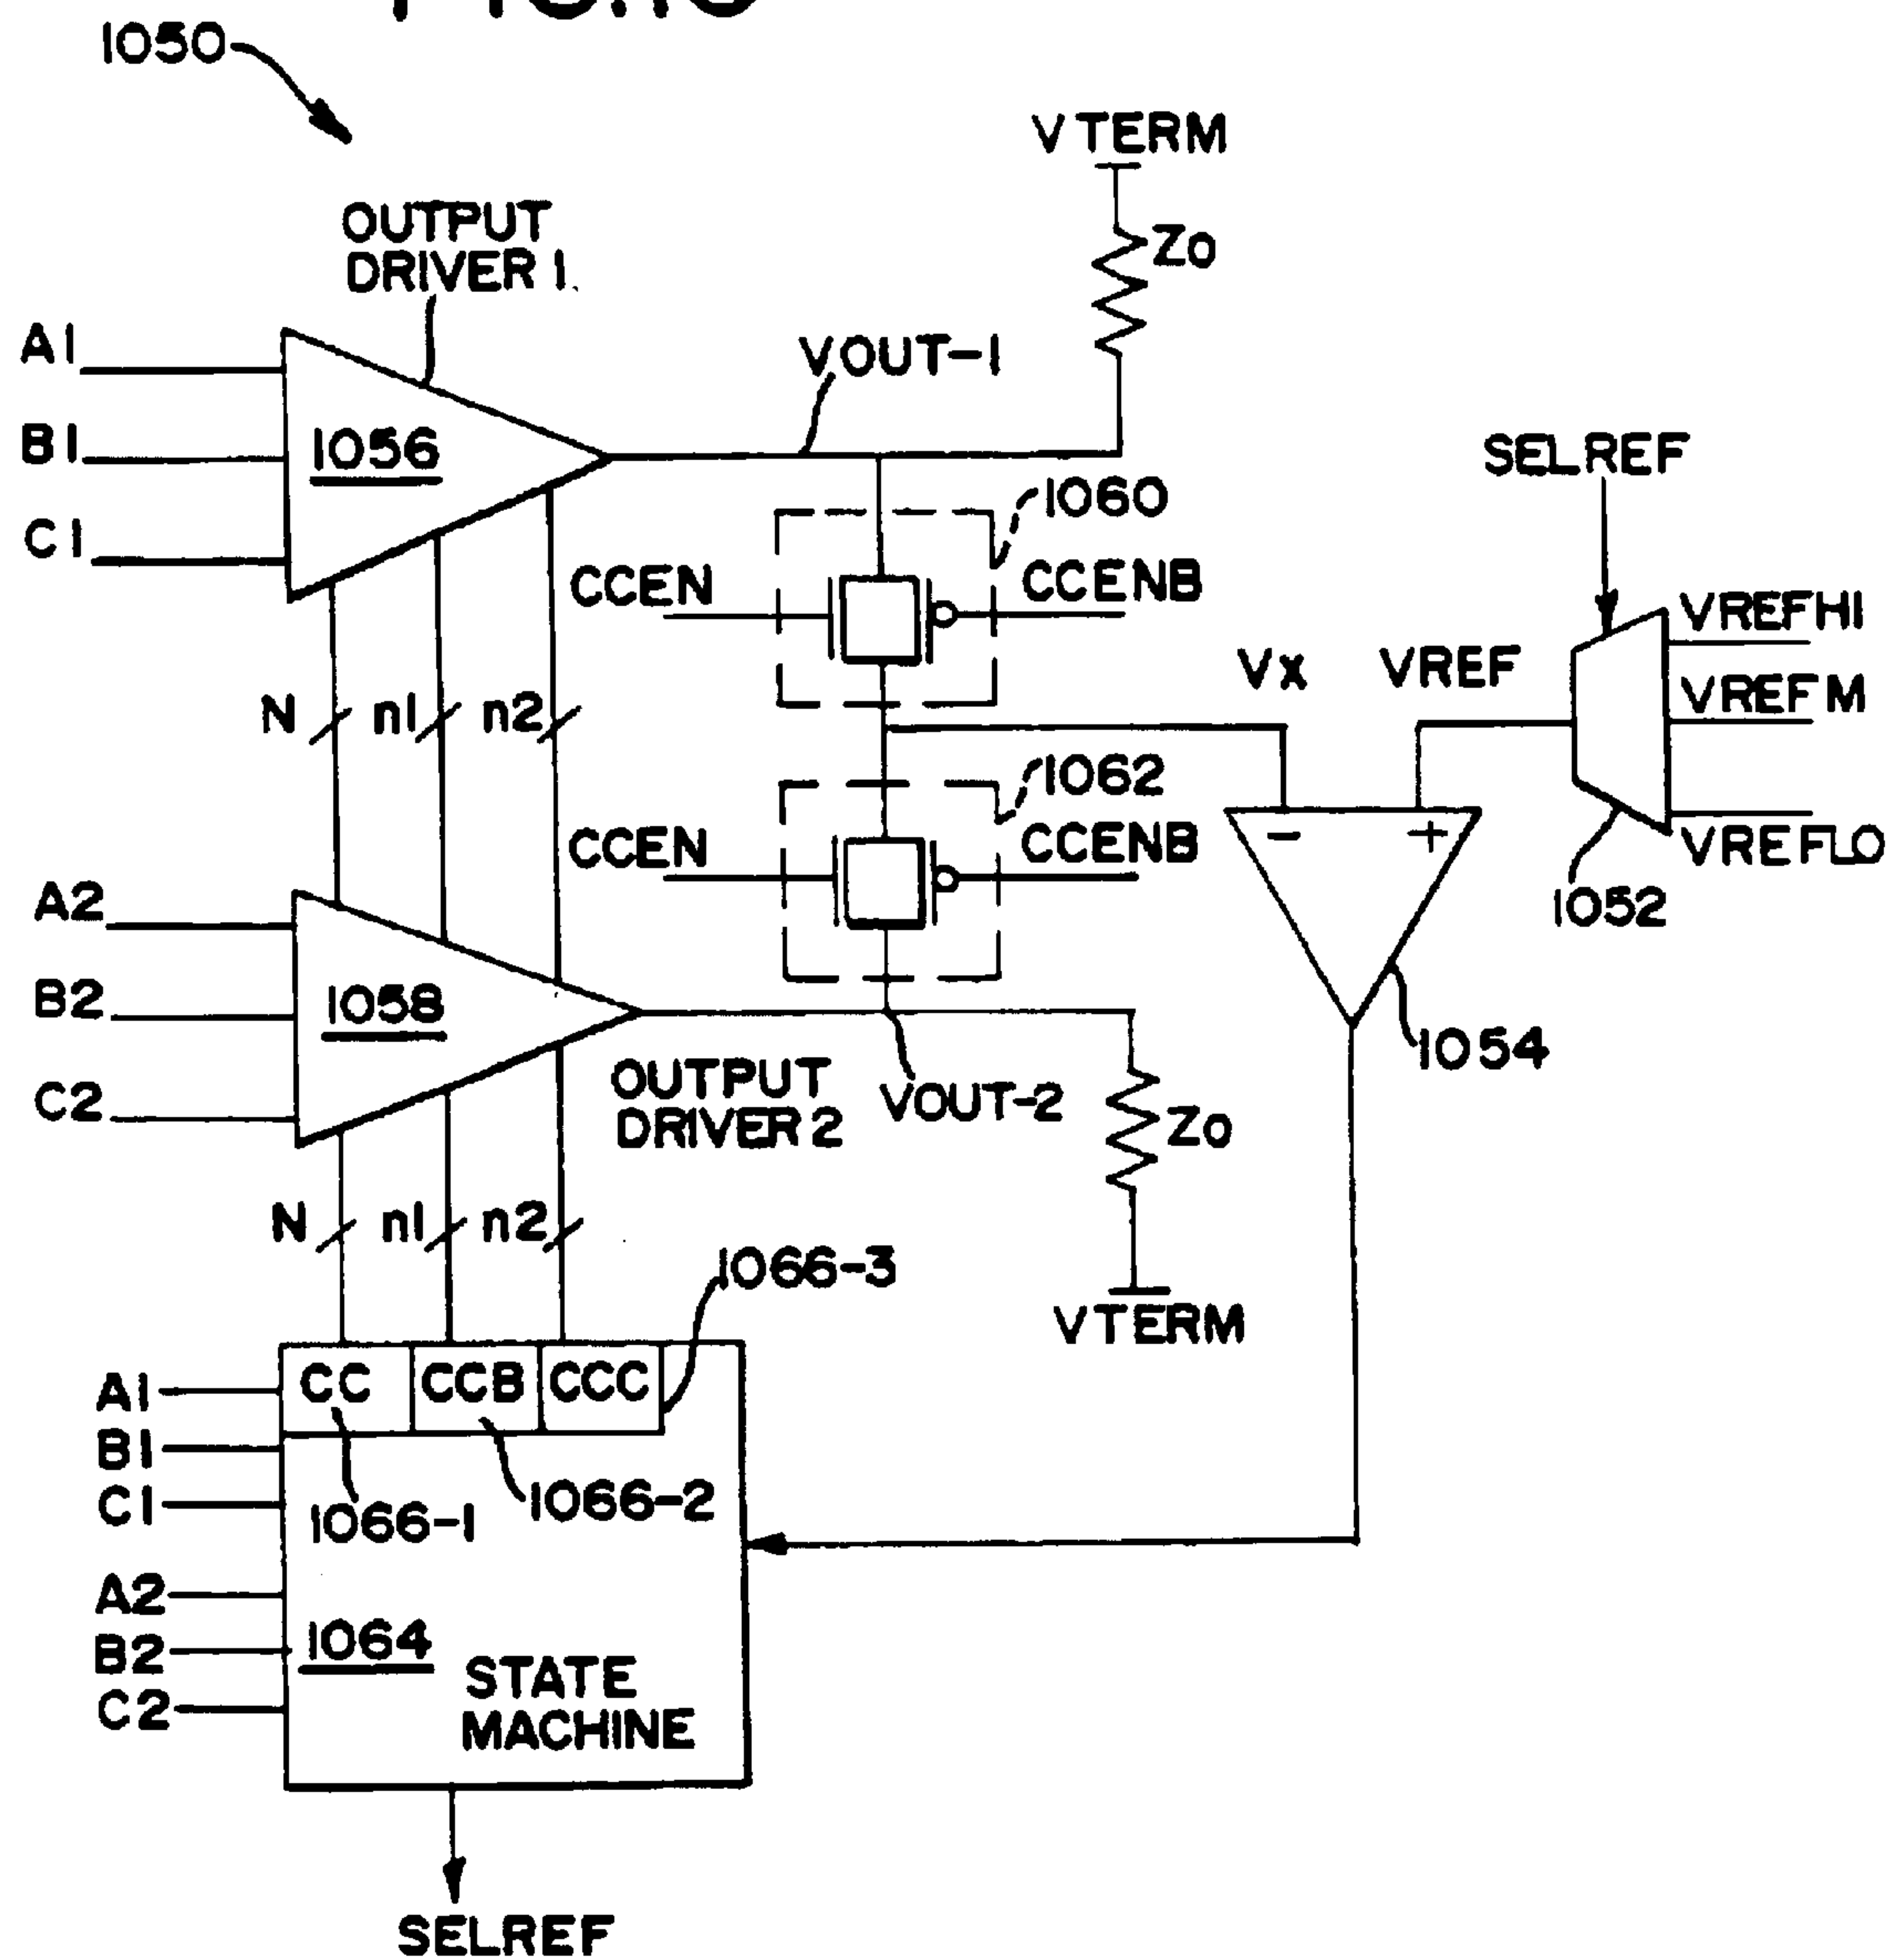 1050
VTERM
OUTPUT
DRIVER 1
Zo
A1
VOUT-1
B1
1056
SELREF
1060
C1
CCEN
CCENB
VREFHI
VX
VREF
N
n1
n2
VREFM
1062
CCEN
CCENB
-
+
VREFLO
A2
1052
B2
1058
1054
OUTPUT
DRIVER 2
VOUT-2
C2
Zo
N
n1
n2
1066-3
VTERM
A1
CC
CCB
CCC
B1
C1
1066-1
1066-2
A2
B2
1064
STATE
MACHINE
C2
SELREF